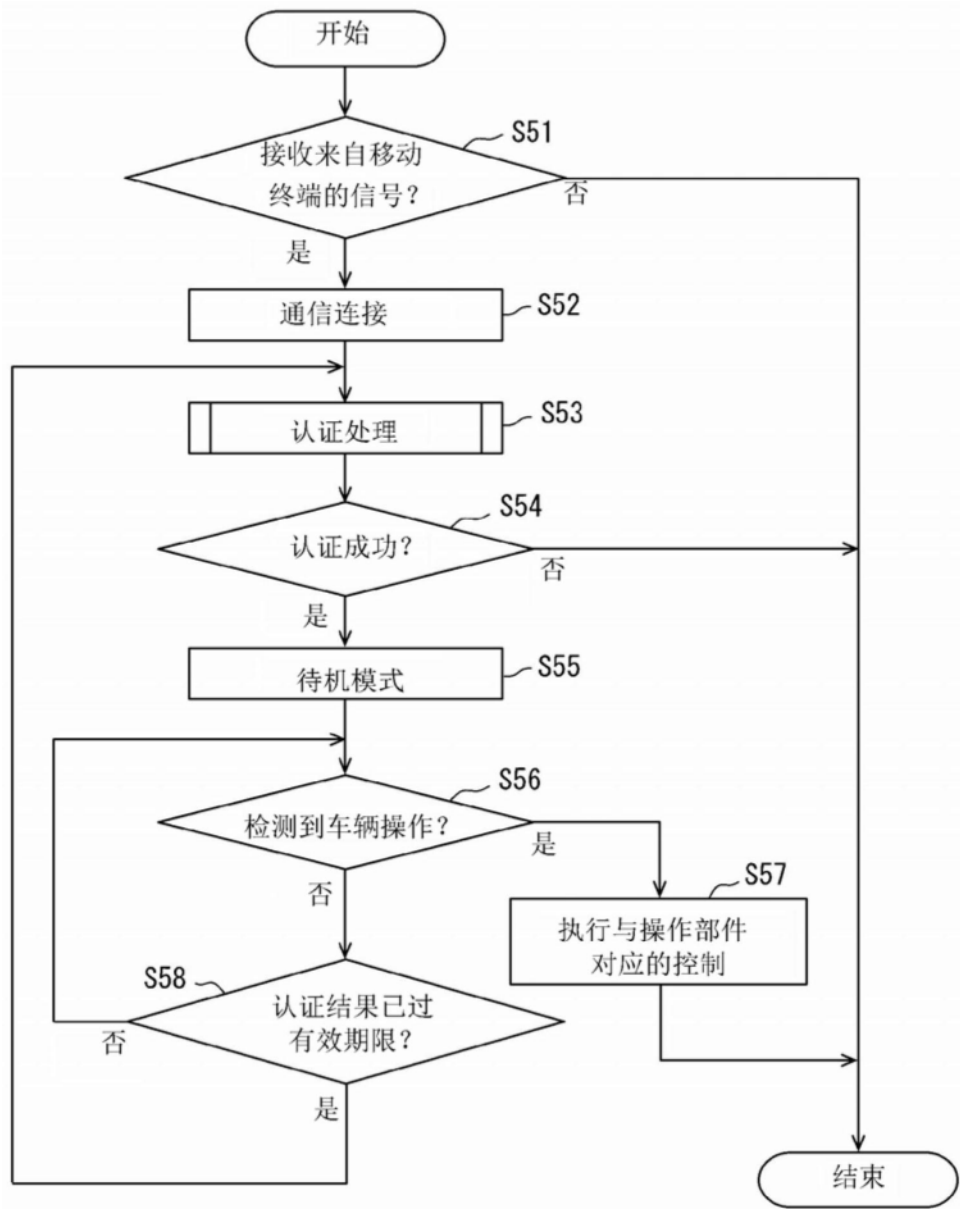 开始
S51
接收来自移动
终端的信号？
否
是
通信连接
S52
认证处理
S53
S54
认证成功？
否
是
待机模式
S55
S56
检测到车辆操作？
是
否
S57
执行与操作部件
对应的控制
S58
认证结果已过
有效期限？
否
是
结束